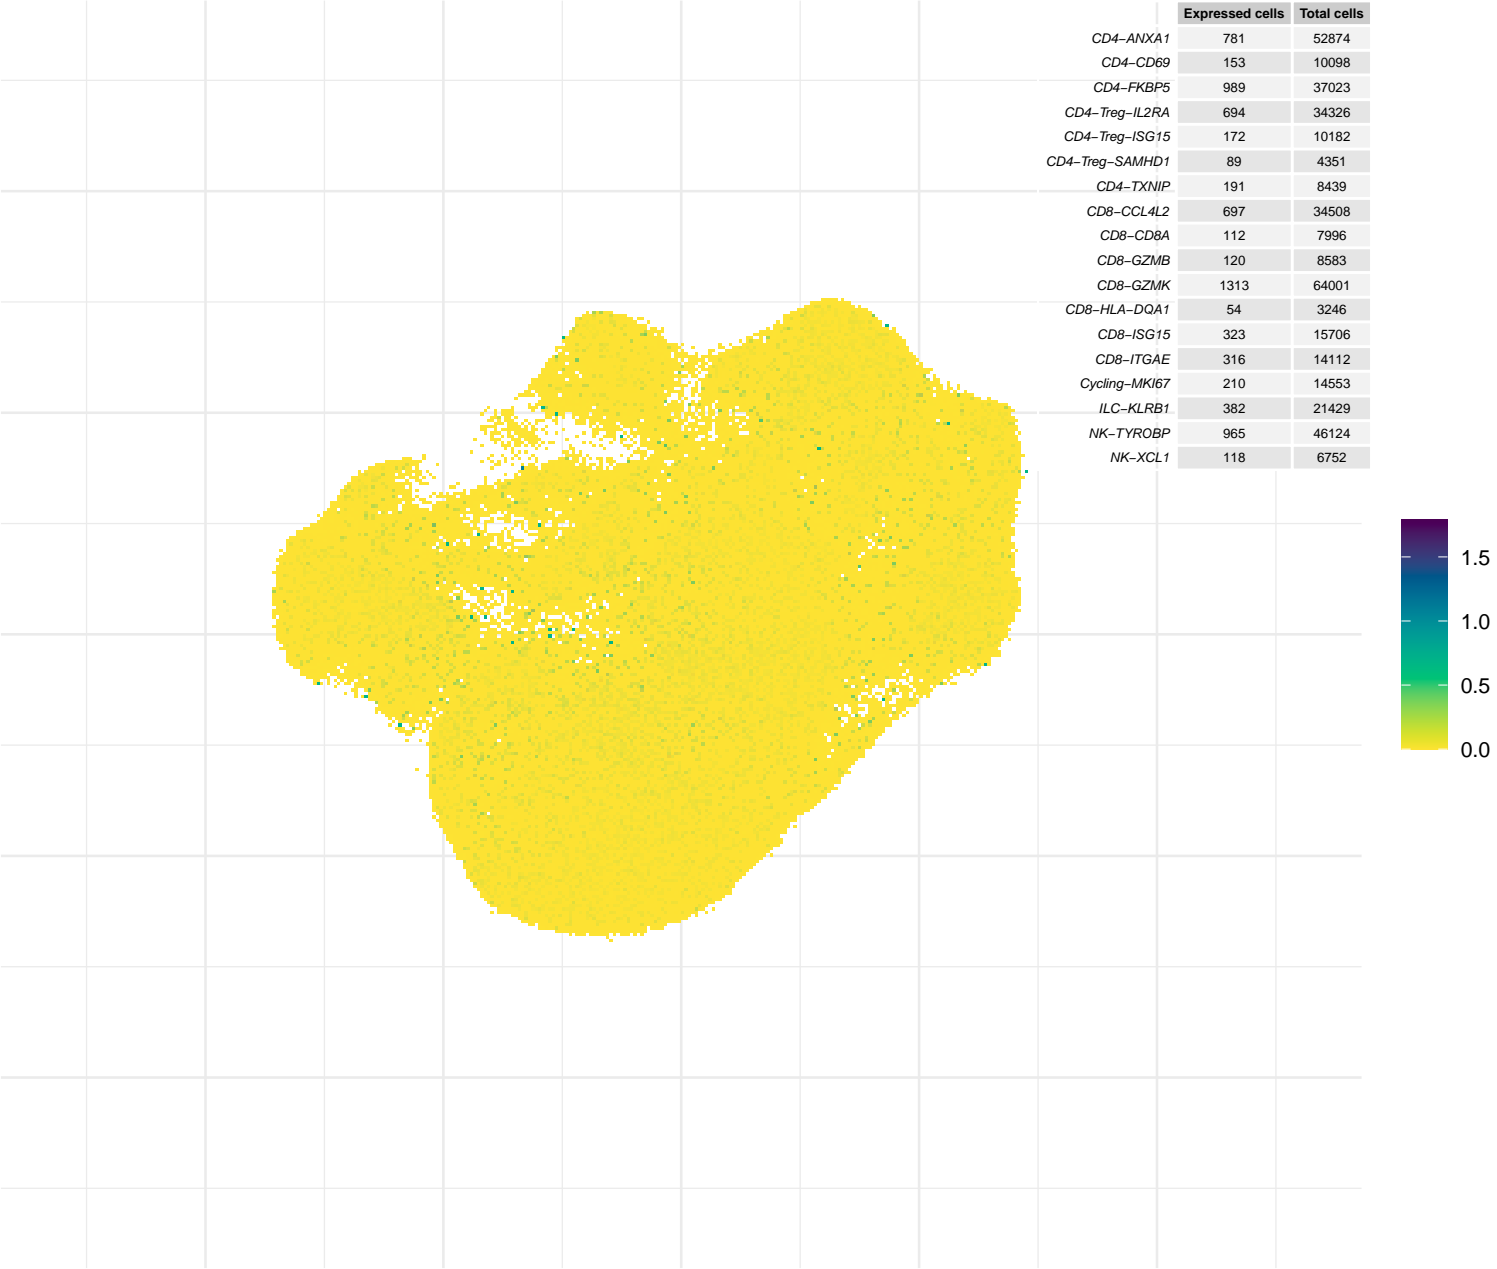 Expressed cells Total cells
CD4−ANXA1 781 52874
CD4−CD69 153 10098
CD4−FKBP5 989 37023
CD4−Treg−IL2RA 694 34326
CD4−Treg−ISG15 172 10182
CD4−Treg−SAMHD1 89 4351
CD4−TXNIP 191 8439
CD8−CCL4L2 697 34508
CD8−CD8A 112 7996
CD8−GZMB 120 8583
CD8−GZMK 1313 64001
CD8−HLA−DQA1 54 3246
CD8−ISG15 323 15706
CD8−ITGAE 316 14112
Cycling−MKI67 210 14553
ILC−KLRB1 382 21429
NK−TYROBP 965 46124
NK−XCL1 118 6752
1.5
1.0
0.5
0.0